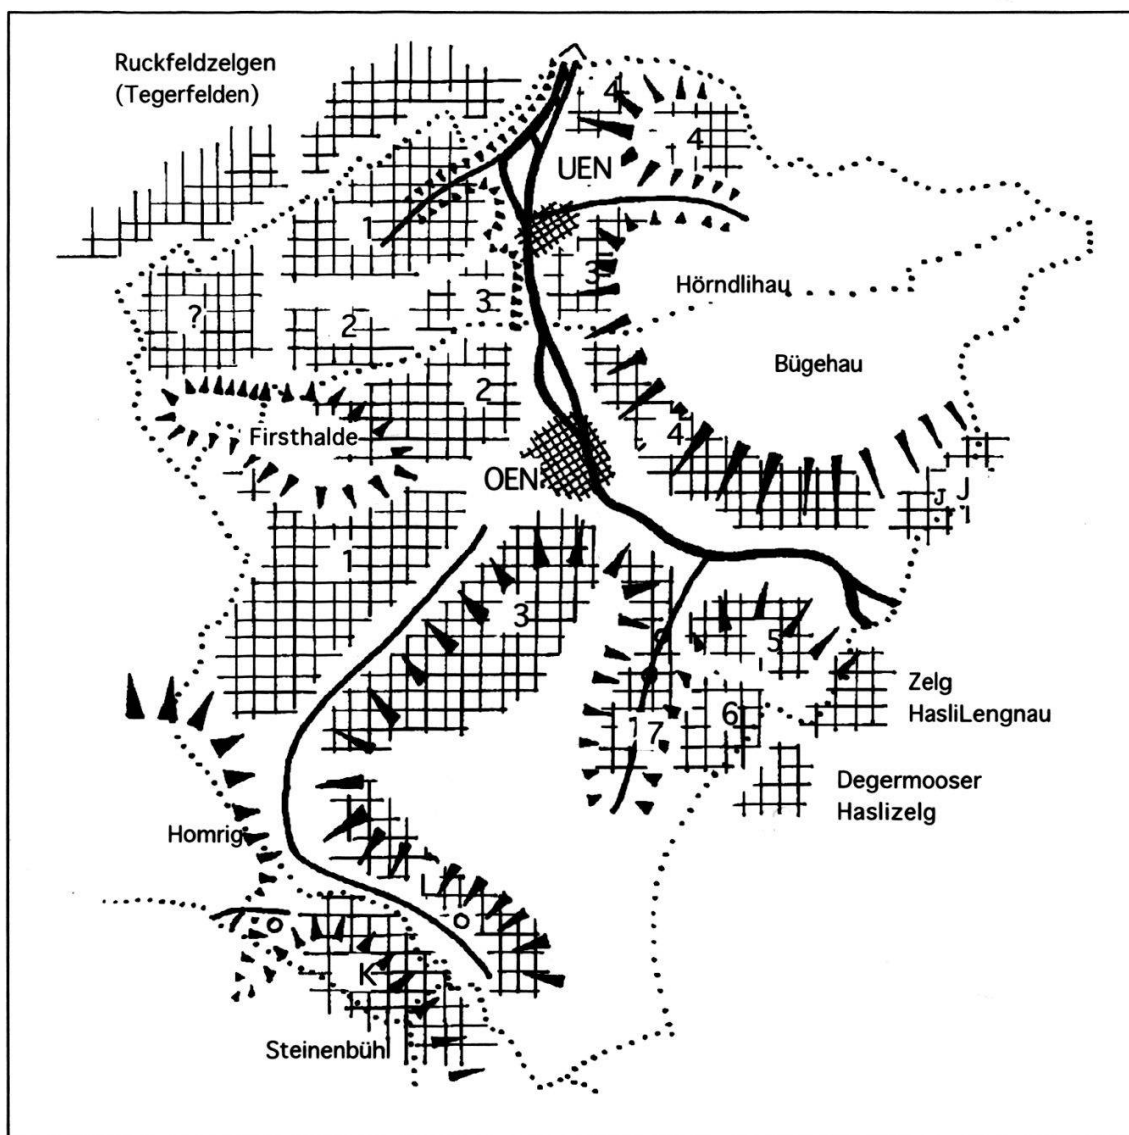 Ruckfeldzelgen
(Tegerfelden)
4
4
UEN
1
3
3
Hörndlihau
?
2
2
Bügehau
4
Firsthalde
OEN
J
J
1
3
5
Zelg
HasliLengnau
6
7
Degermooser
Haslizelg
Homrig
L
K
Steinenbühl